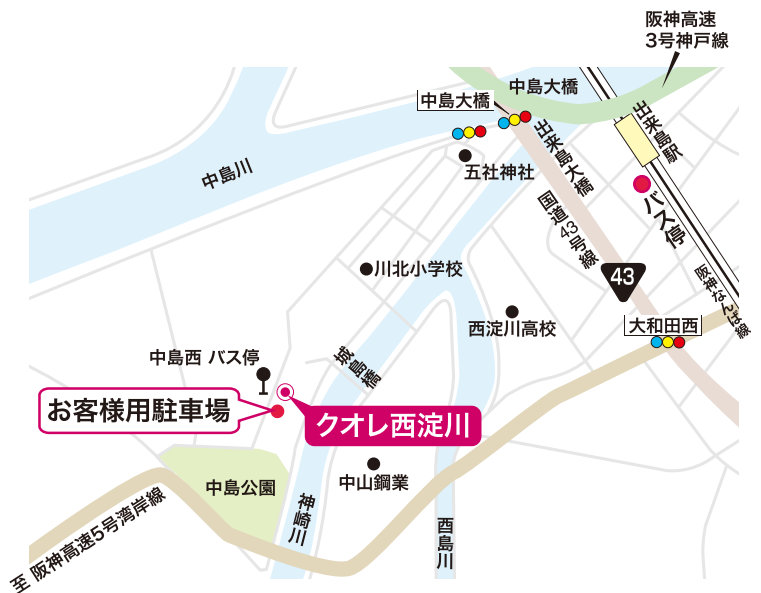 阪神高速
3号神戸線
中島大橋
中島大橋
出来島駅
出来島大橋
中島川
五社神社
バス停
国道43号線
43
川北小学校
阪神なんば線
西淀川高校
大和田西
城島橋
中島西 バス停
お客様用駐車場
クオレ西淀川
中山鋼業
中島公園
神崎川
酉島川
至 阪神高速5号湾岸線